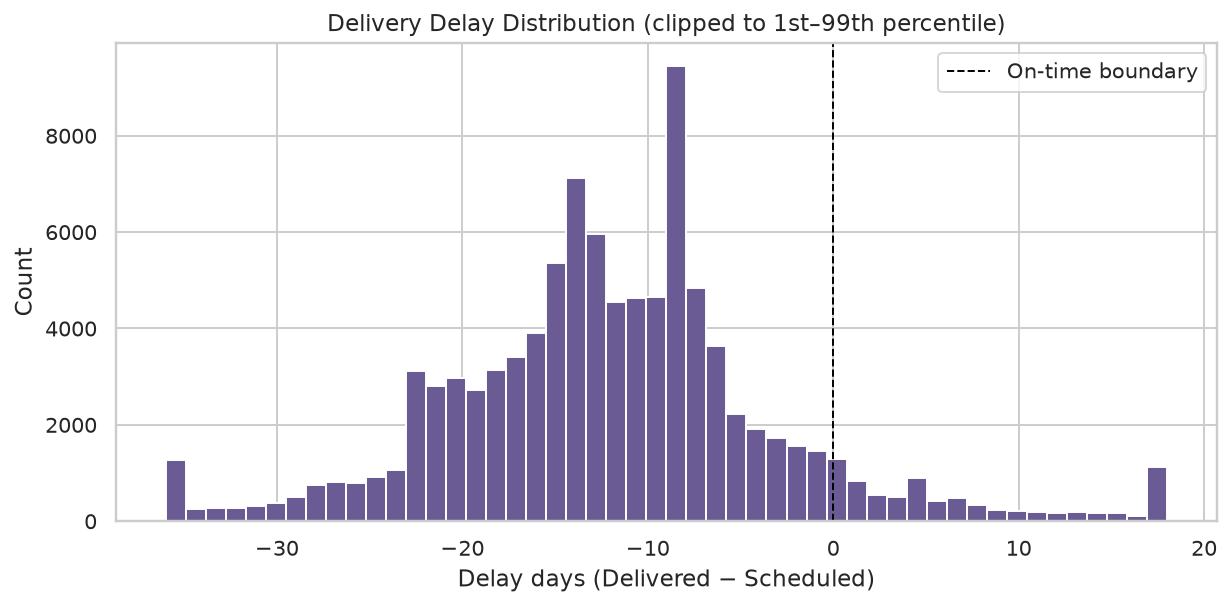 Delivery Delay Distribution (clipped to 1st–99th percentile)
On-time boundary
Count
8000
6000
4000
2000
0
−30
−20
−10
0
10
20
Delay days (Delivered − Scheduled)